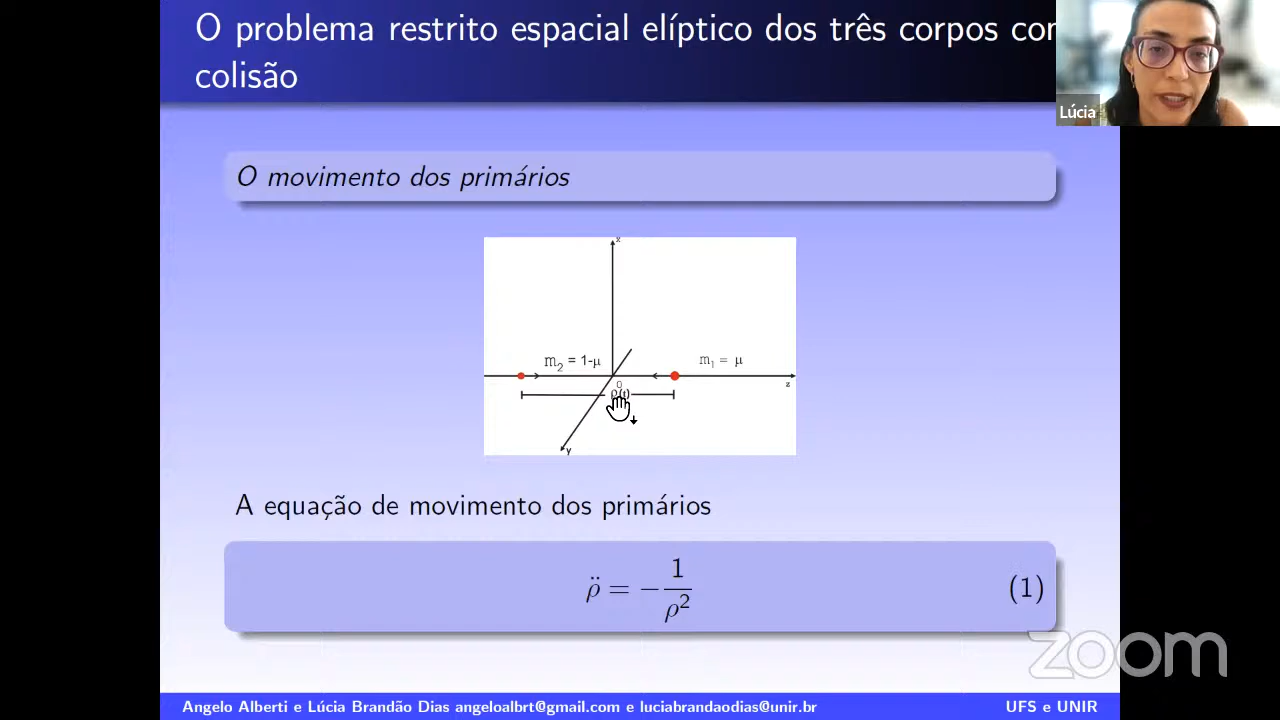 O problema restrito espacial elíptico dos três corpos co
colisão
Lúcia
O movimento dos primários
x
m2 = 1-μ
m1 = μ
O
z
ρ(t)
y
A equação de movimento dos primários
ρ̈ = − 1/ρ² (1)
zoom
Angelo Alberti e Lúcia Brandão Dias angeloalbrt@gmail.com e luciabrandaodias@unir.br UFS e UNIR